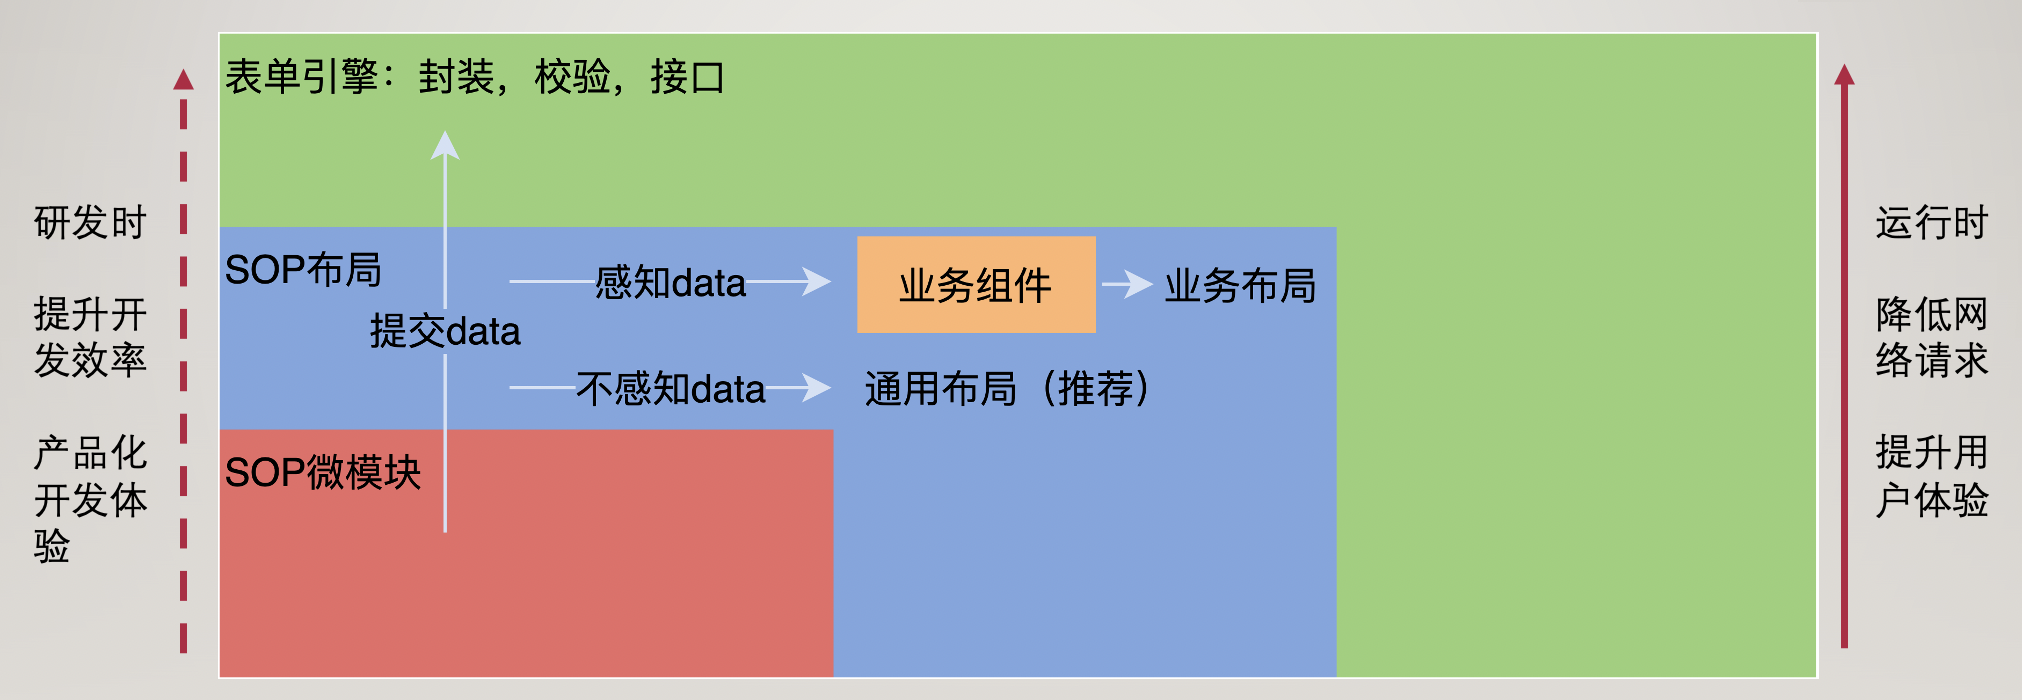 表单引擎：封装，校验，接口
研发时
提升开
发效率
产品化
开发体
验
SOP布局
提交data
感知data
业务组件
业务布局
不感知data
通用布局（推荐）
SOP微模块
运行时
降低网
络请求
提升用
户体验